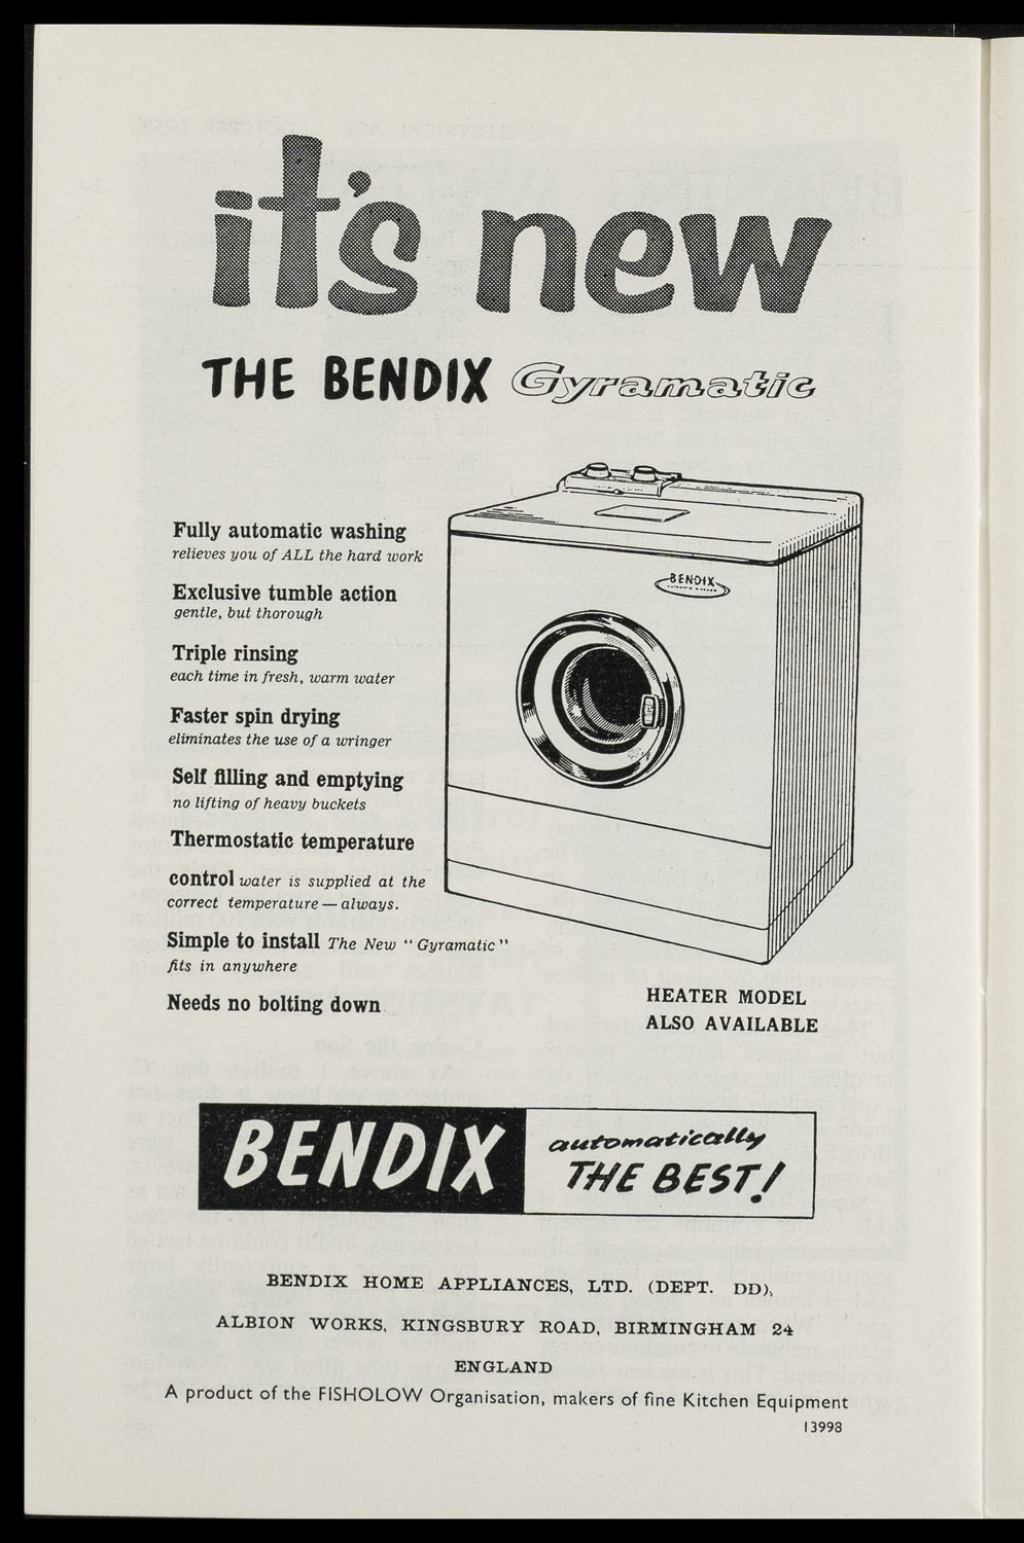 it's new
THE BENDIX Gyramatic
Fully automatic washing
relieves you of ALL the hard work
Exclusive tumble action
gentle, but thorough
Triple rinsing
each time in fresh, warm water
Faster spin drying
eliminates the use of a wringer
Self filling and emptying
no lifting of heavy buckets
Thermostatic temperature
control water is supplied at the
correct temperature — always.
Simple to install The New "Gyramatic"
fits in anywhere
Needs no bolting down
BENDIX
HEATER MODEL
ALSO AVAILABLE
BENDIX automatically
THE BEST!
BENDIX HOME APPLIANCES, LTD. (DEPT. DD),
ALBION WORKS, KINGSBURY ROAD, BIRMINGHAM 24
ENGLAND
A product of the FISHOLOW Organisation, makers of fine Kitchen Equipment
13998